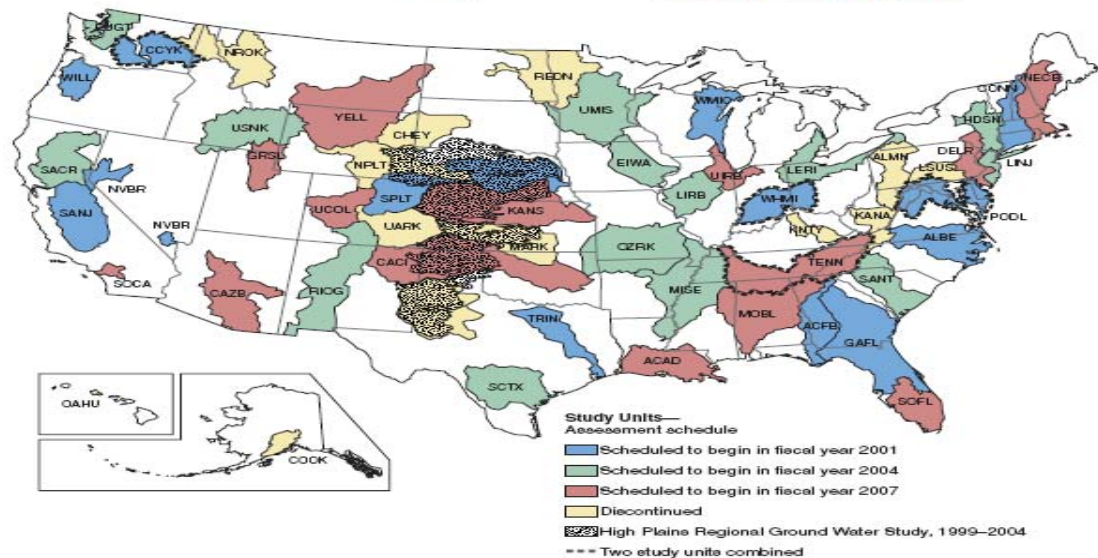 PUGT
CCYK
NROK
WILL
REDN
UMIS
WMIC
CONN
NECB
HDSN
YELL
USNK
GRSL
CHEY
NPLT
EIWA
LERI
ALMN
DELR
LSUS
LINJ
SACR
NVBR
SANJ
UCOL
SPLT
KANS
LIRB
UIRB
WHMI
KANA
PODL
NVBR
UARK
MARK
OZRK
KNTY
ALBE
SOCA
CAZB
RIOG
CACI
MISE
TENN
SANT
TRIN
MOBL
ACFB
GAFL
ACAD
SCTX
SOFL
OAHU
COOK
Study Units—
Assessment schedule
Scheduled to begin in fiscal year 2001
Scheduled to begin in fiscal year 2004
Scheduled to begin in fiscal year 2007
Discontinued
High Plains Regional Ground Water Study, 1999–2004
Two study units combined